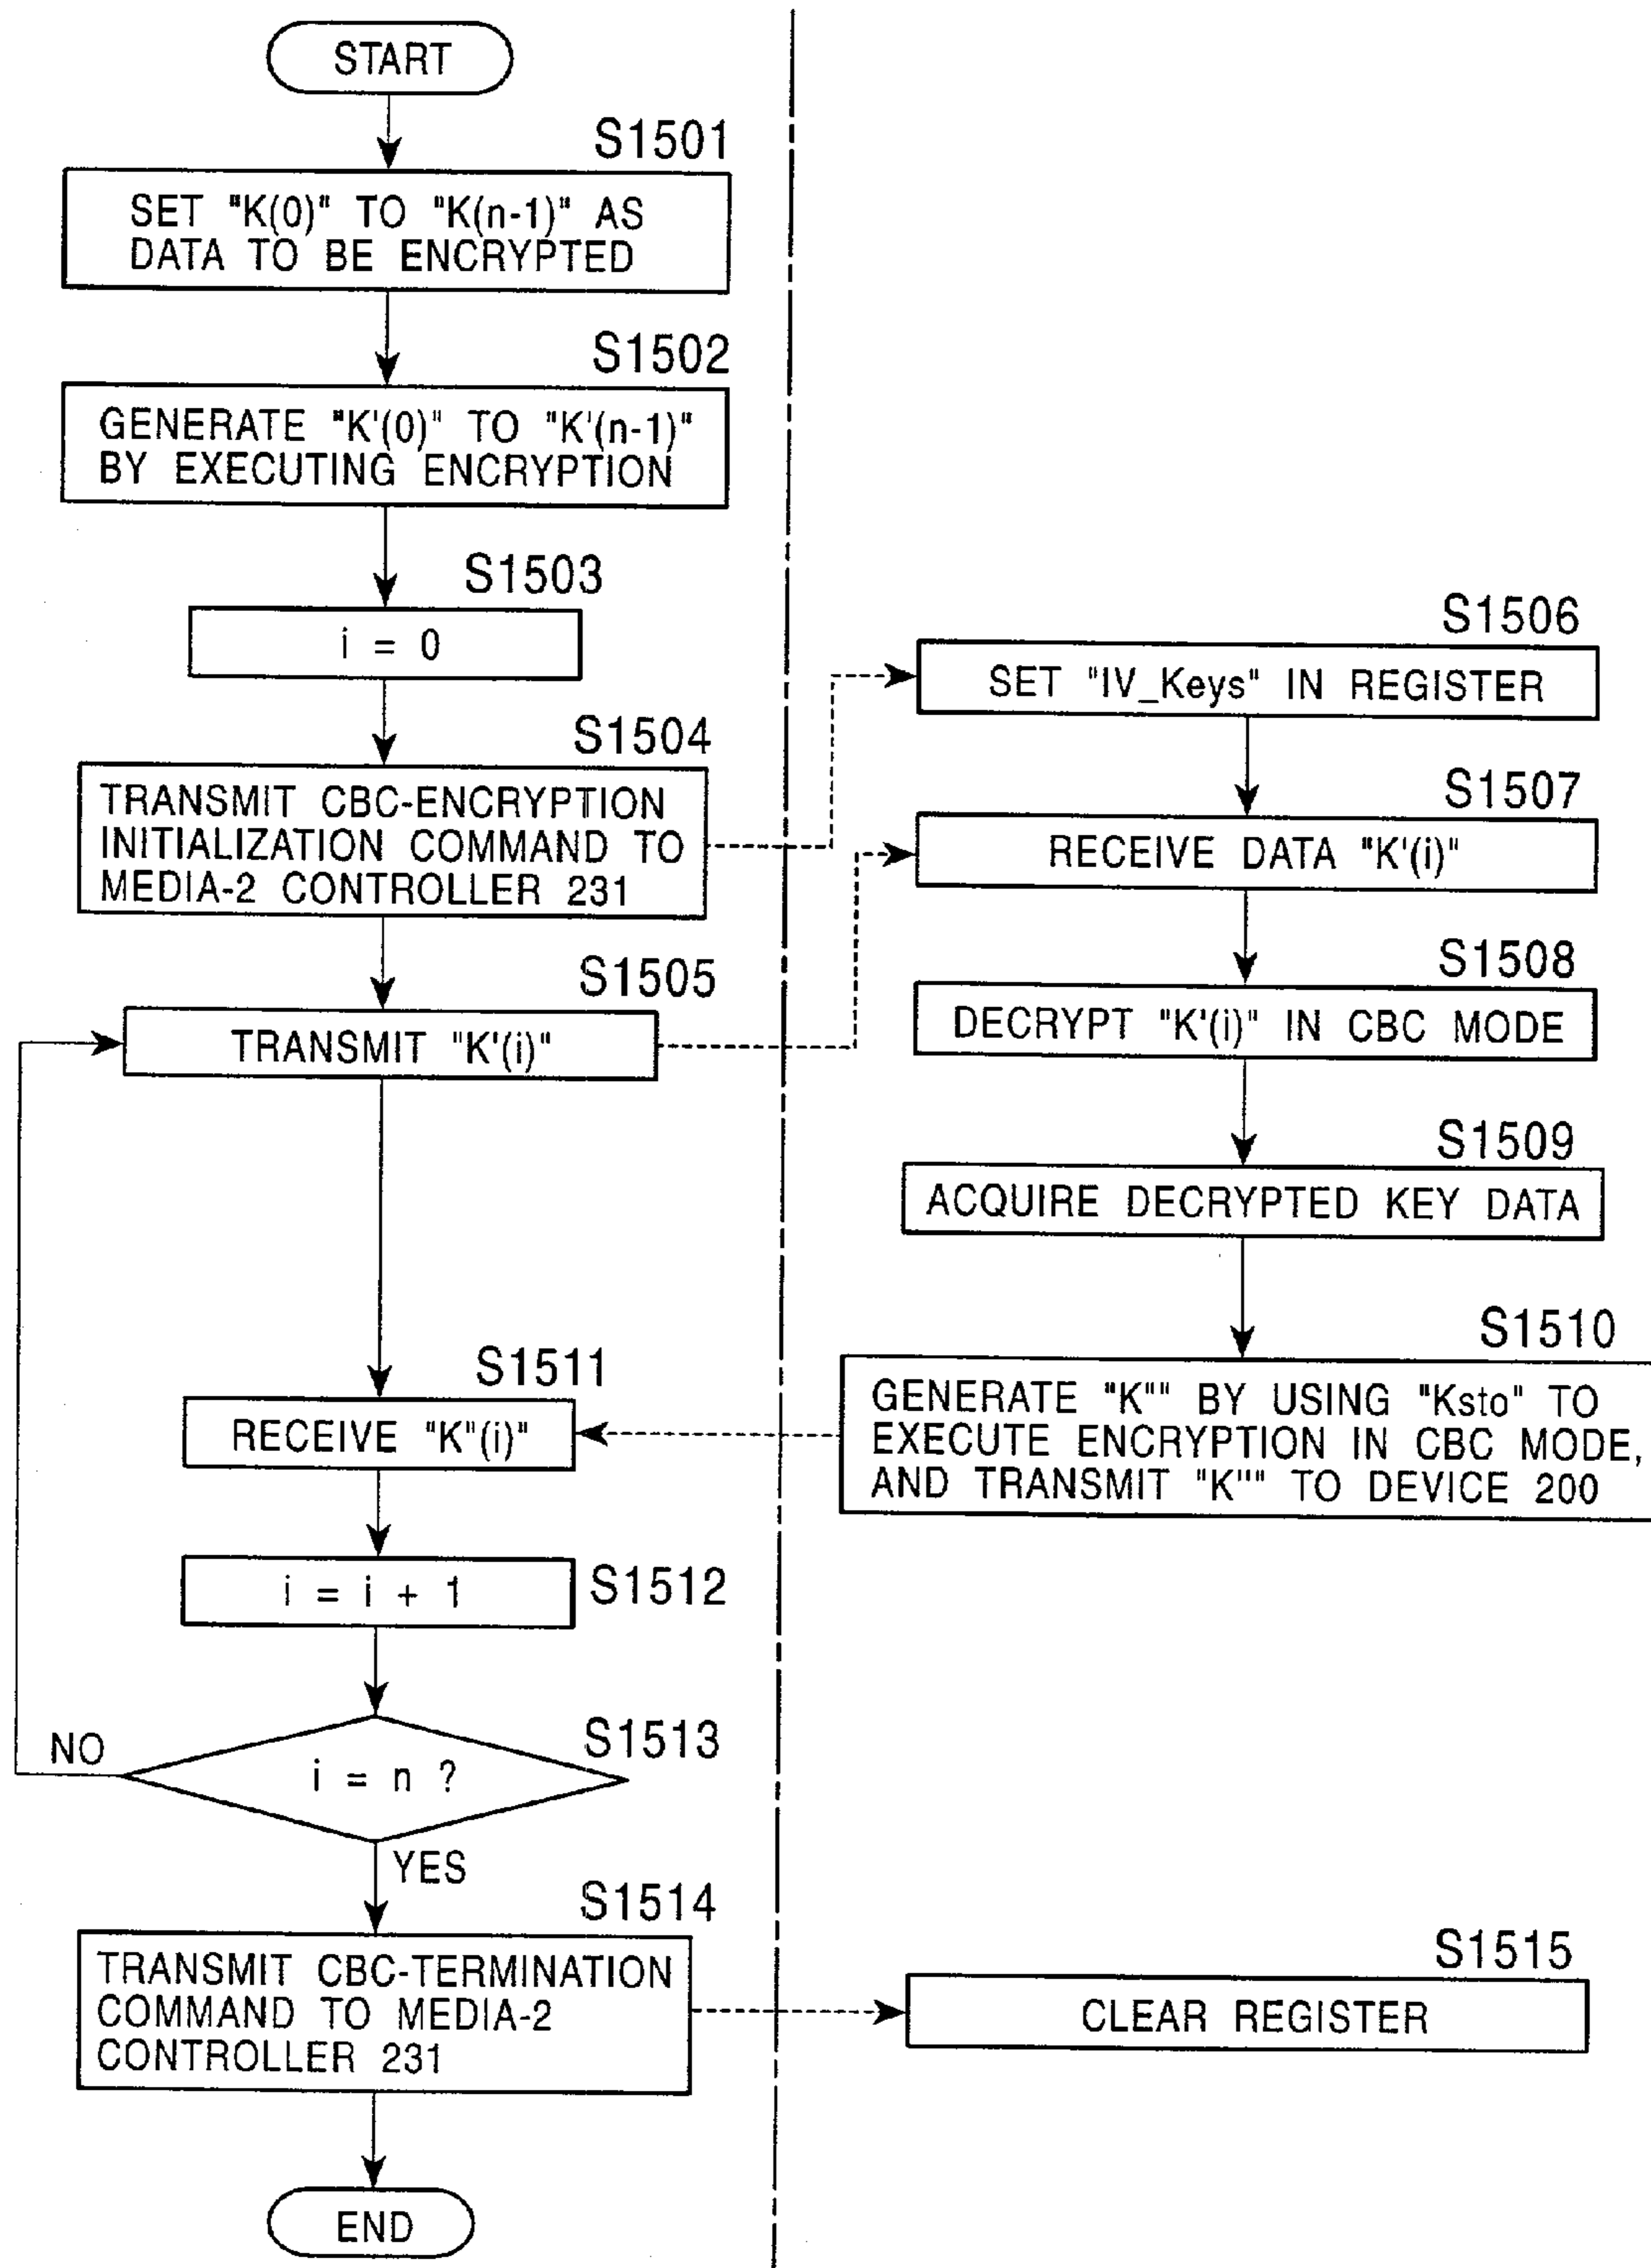 START
S1501
SET "K(0)" TO "K(n-1)" AS
DATA TO BE ENCRYPTED
S1502
GENERATE "K'(0)" TO "K'(n-1)"
BY EXECUTING ENCRYPTION
S1503
i = 0
S1504
TRANSMIT CBC-ENCRYPTION
INITIALIZATION COMMAND TO
MEDIA-2 CONTROLLER 231
S1505
TRANSMIT "K'(i)"
S1506
SET "IV_Keys" IN REGISTER
S1507
RECEIVE DATA "K'(i)"
S1508
DECRYPT "K'(i)" IN CBC MODE
S1509
ACQUIRE DECRYPTED KEY DATA
S1510
GENERATE "K"" BY USING "Ksto" TO
EXECUTE ENCRYPTION IN CBC MODE,
AND TRANSMIT "K"" TO DEVICE 200
S1511
RECEIVE "K"(i)"
i = i + 1
S1512
S1513
i = n ?
NO
YES
S1514
TRANSMIT CBC-TERMINATION
COMMAND TO MEDIA-2
CONTROLLER 231
S1515
CLEAR REGISTER
END